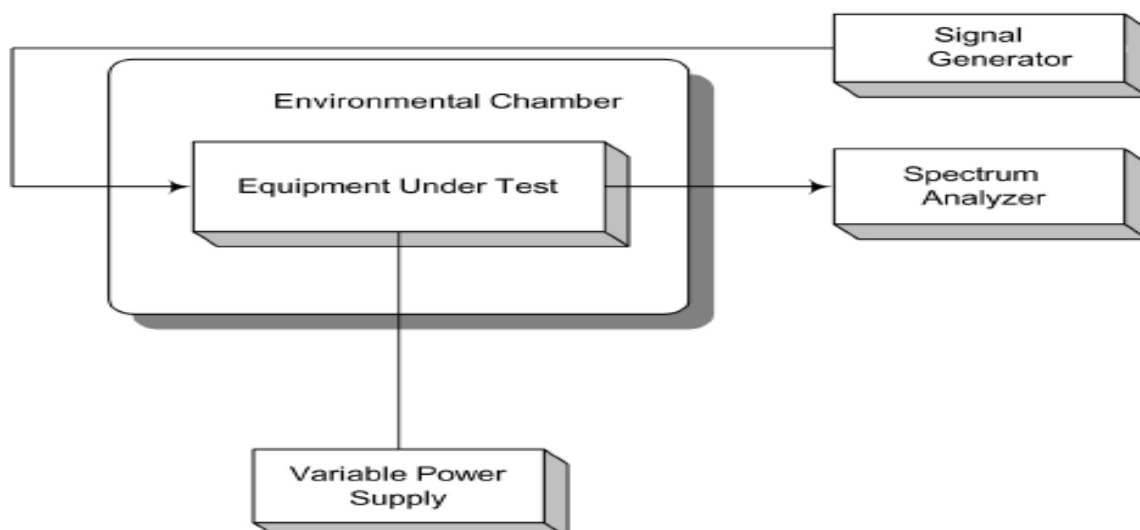 Signal
Generator
Environmental Chamber
Equipment Under Test
Spectrum
Analyzer
Variable Power
Supply